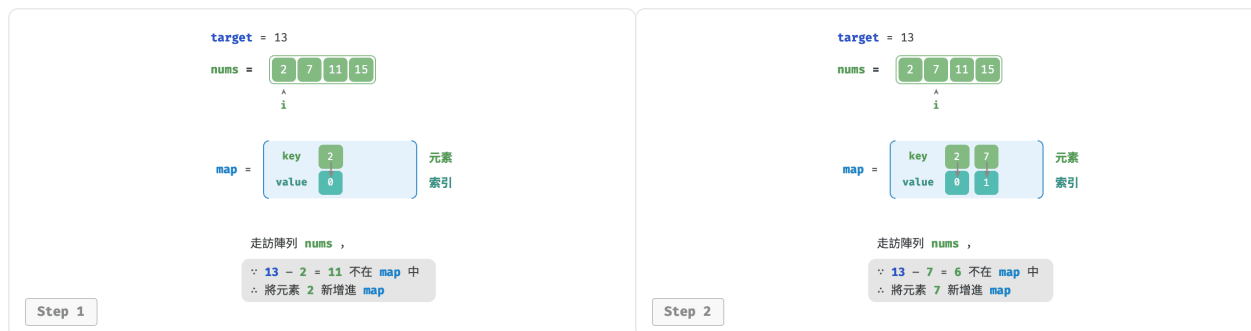 target = 13
nums = 2 7 11 15
i
map =
key 2 元素
value 0 索引
走訪陣列 nums ，
∵ 13 − 2 = 11 不在 map 中
∴ 將元素 2 新增進 map
Step 1
target = 13
nums = 2 7 11 15
i
map =
key 2 7 元素
value 0 1 索引
走訪陣列 nums ，
∵ 13 − 7 = 6 不在 map 中
∴ 將元素 7 新增進 map
Step 2